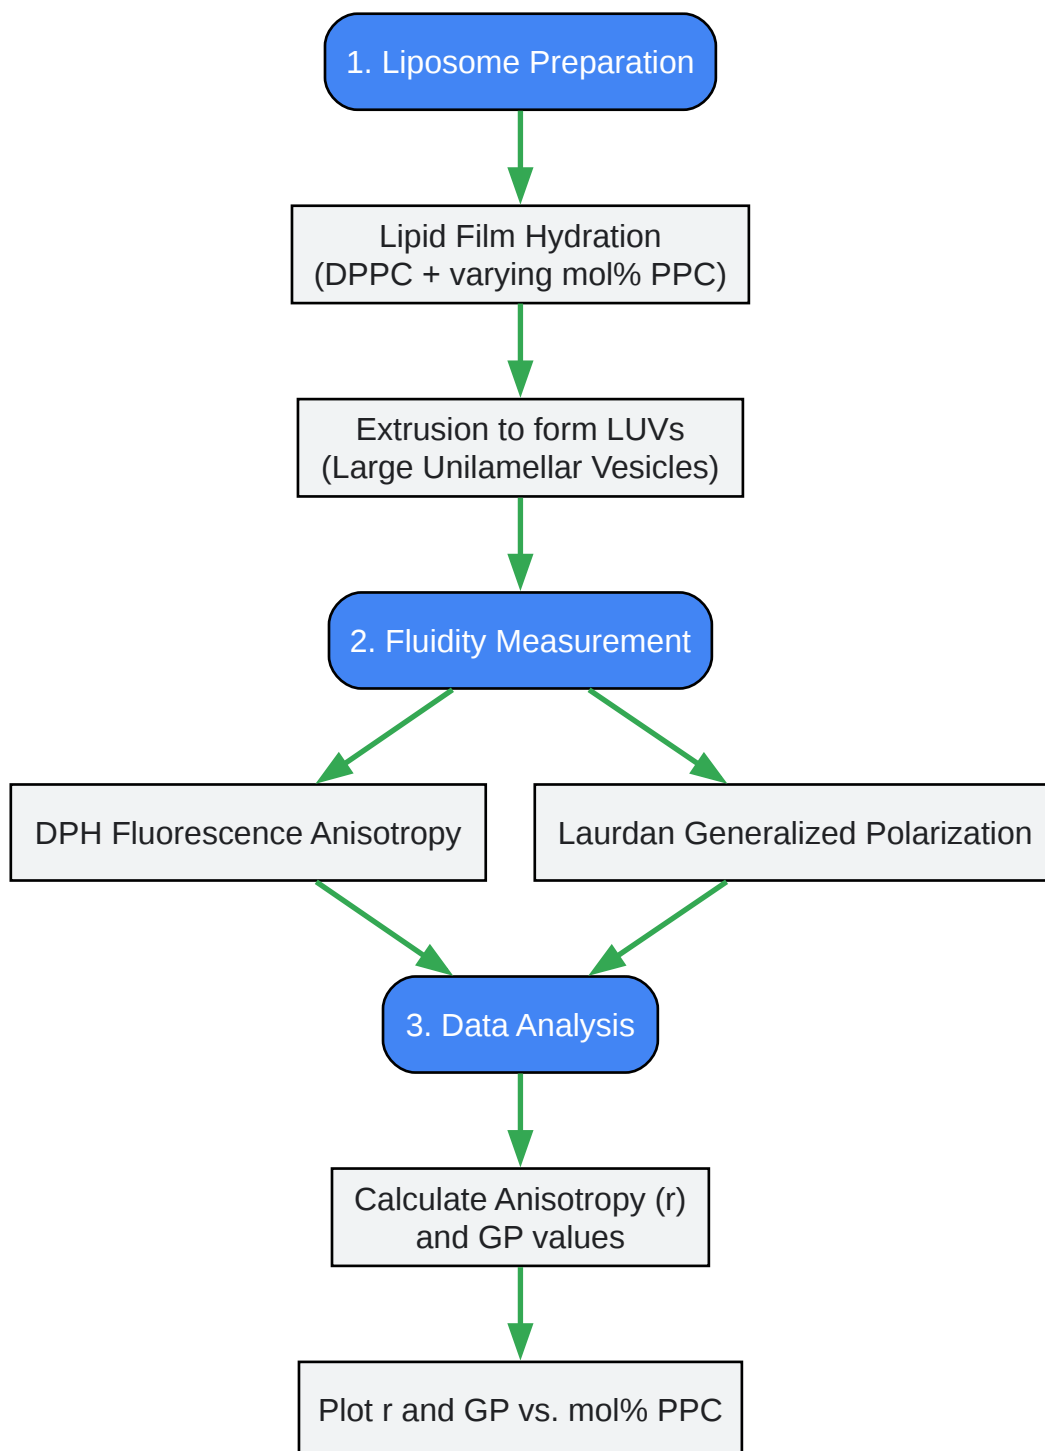 1. Liposome Preparation
Lipid Film Hydration
(DPPC + varying mol% PPC)
Extrusion to form LUVs
(Large Unilamellar Vesicles)
2. Fluidity Measurement
DPH Fluorescence Anisotropy
Laurdan Generalized Polarization
3. Data Analysis
Calculate Anisotropy (r)
and GP values
Plot r and GP vs. mol% PPC